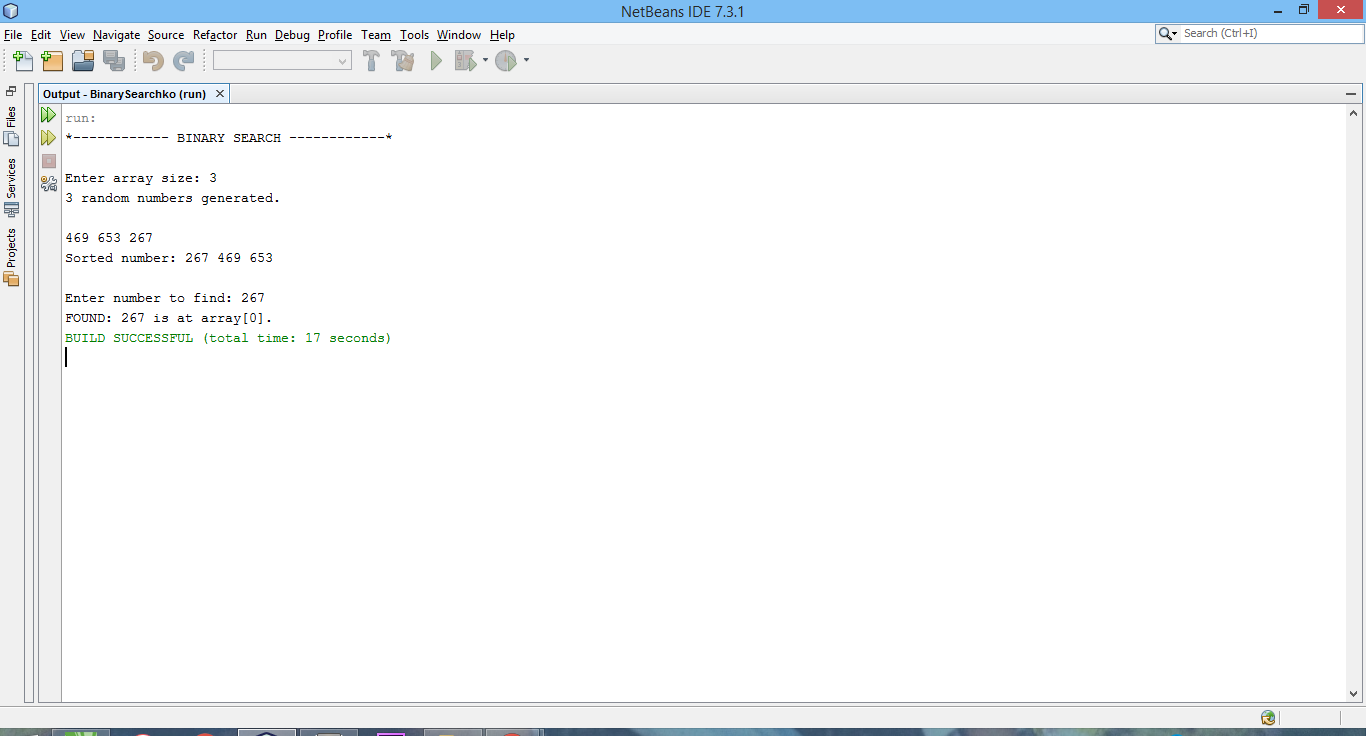 NetBeans IDE 7.3.1
File Edit View Navigate Source Refactor Run Debug Profile Team Tools Window Help
Search (Ctrl+I)
Output - BinarySearchko (run)
Files
Services
Projects
run:
*------------ BINARY SEARCH ------------*
Enter array size: 3
3 random numbers generated.
469 653 267
Sorted number: 267 469 653
Enter number to find: 267
FOUND: 267 is at array[0].
BUILD SUCCESSFUL (total time: 17 seconds)